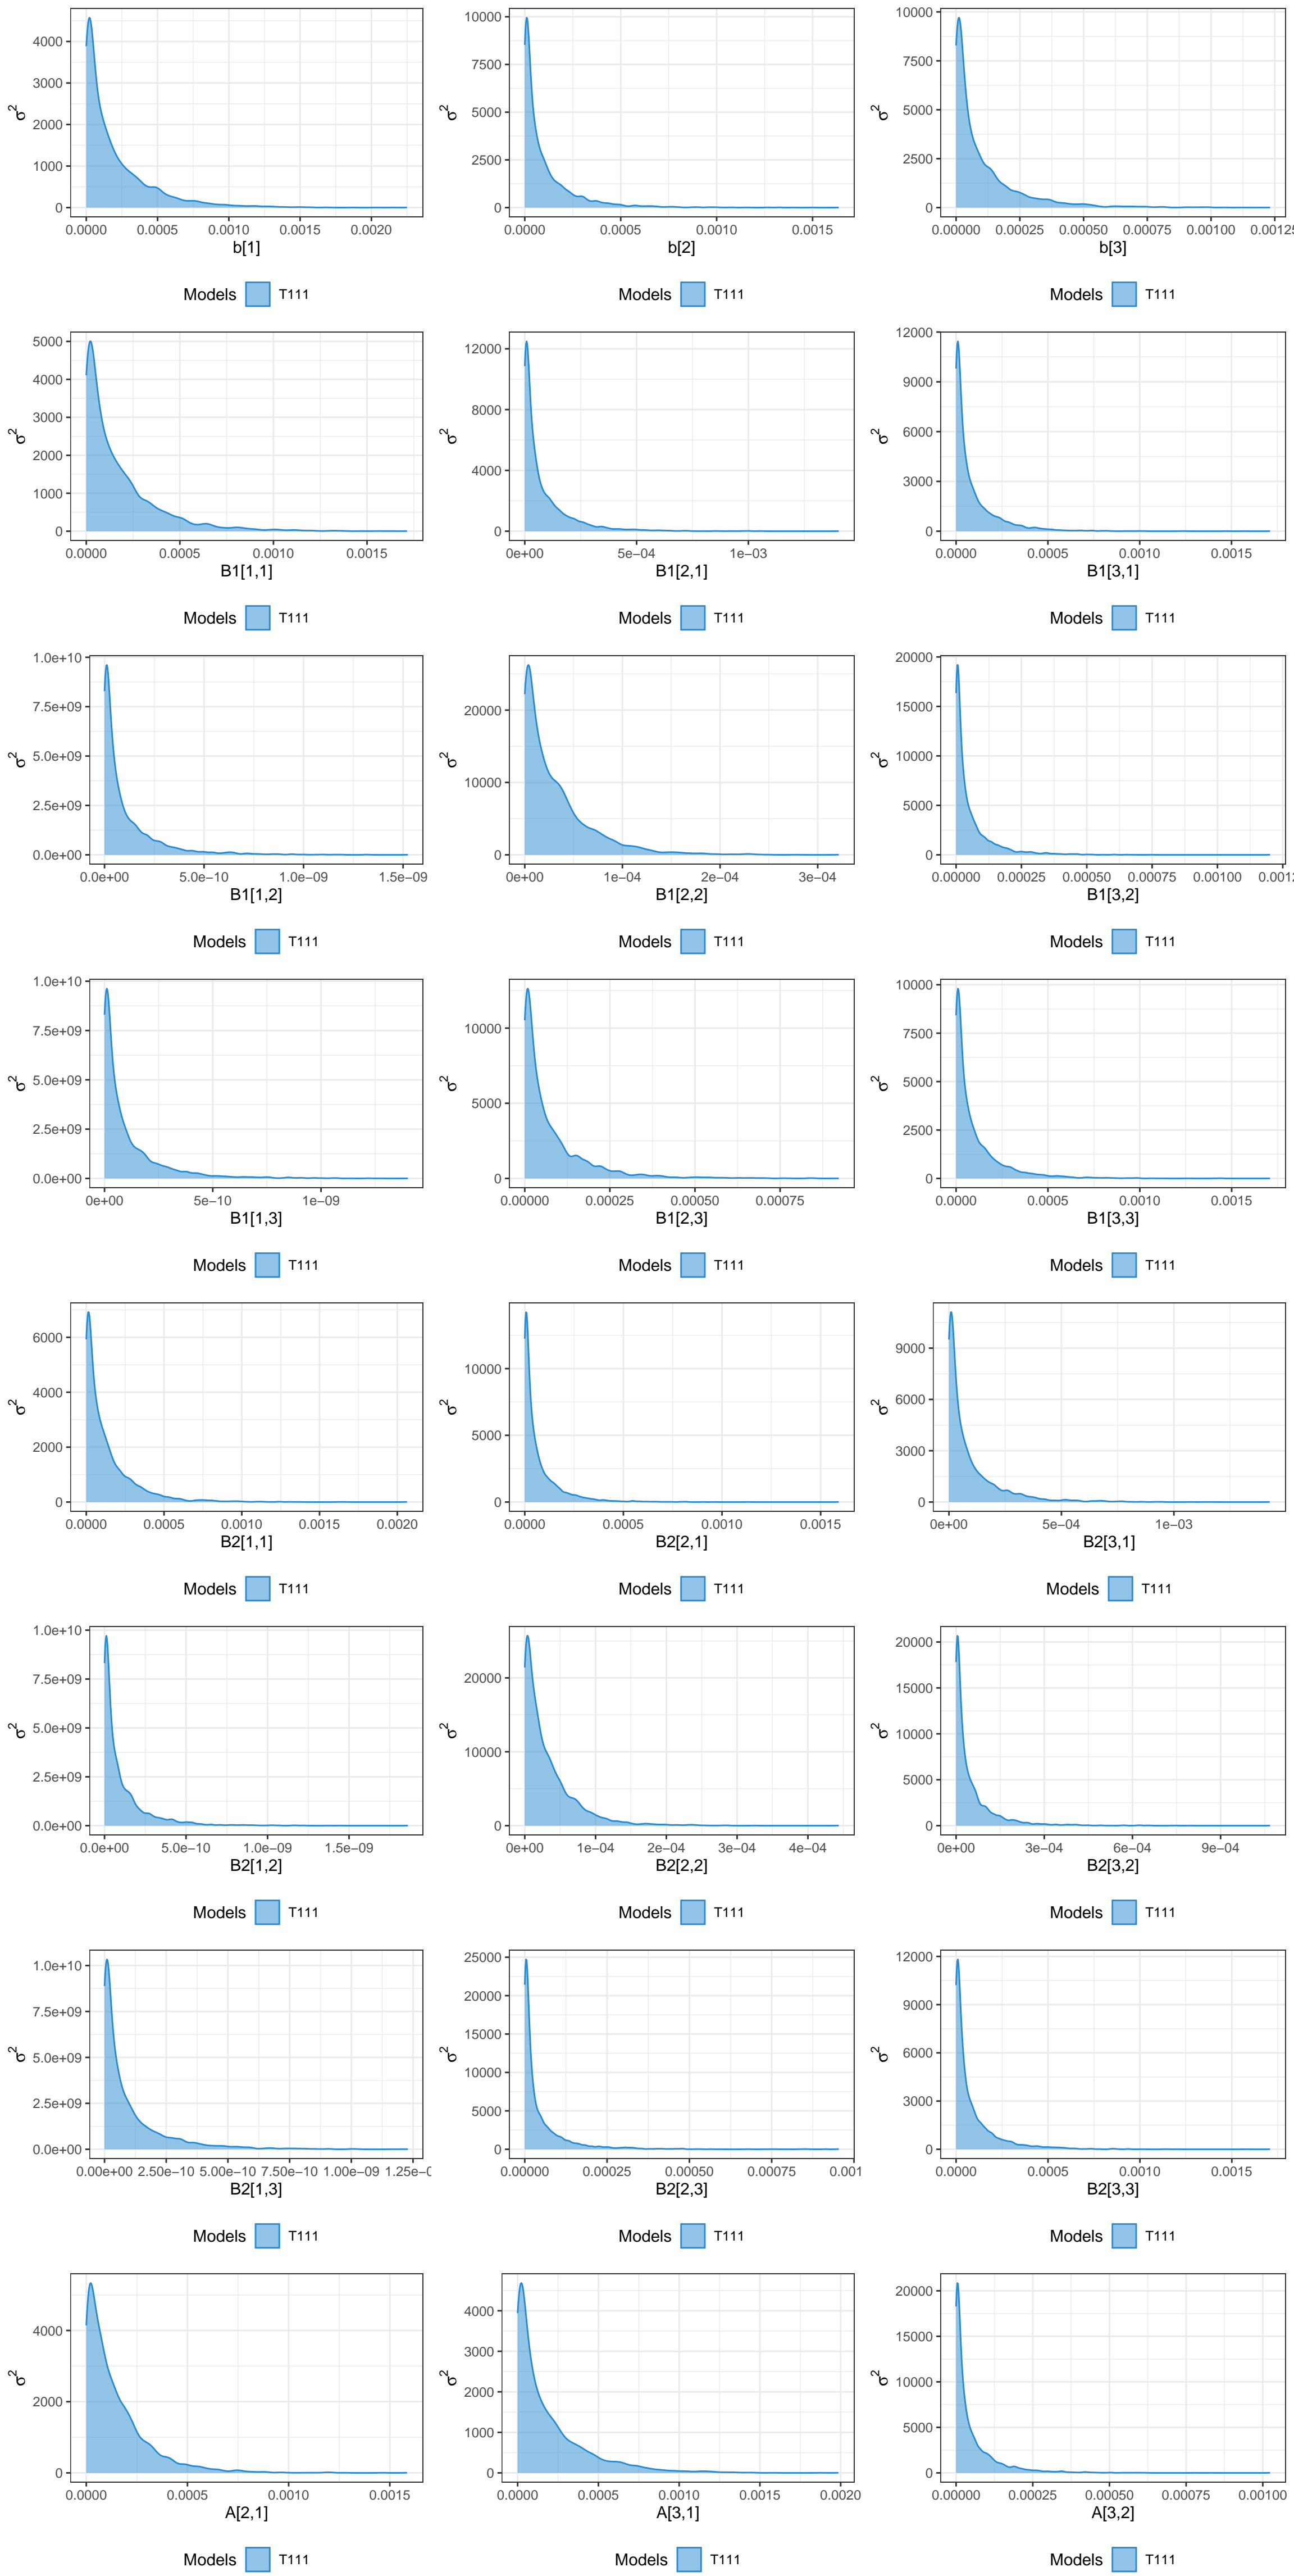 σ²
4000
3000
2000
1000
0
0.0000 0.0005 0.0010 0.0015 0.0020
b[1]
Models T111
σ²
10000
7500
5000
2500
0
0.0000 0.0005 0.0010 0.0015
b[2]
Models T111
σ²
10000
7500
5000
2500
0
0.00000 0.00025 0.00050 0.00075 0.00100 0.00125
b[3]
Models T111
σ²
5000
4000
3000
2000
1000
0
0.0000 0.0005 0.0010 0.0015
B1[1,1]
Models T111
σ²
12000
8000
4000
0
0e+00 5e−04 1e−03
B1[2,1]
Models T111
σ²
12000
9000
6000
3000
0
0.0000 0.0005 0.0010 0.0015
B1[3,1]
Models T111
σ²
1.0e+10
7.5e+09
5.0e+09
2.5e+09
0.0e+00
0.0e+00 5.0e−10 1.0e−09 1.5e−09
B1[1,2]
Models T111
σ²
20000
10000
0
0e+00 1e−04 2e−04 3e−04
B1[2,2]
Models T111
σ²
20000
15000
10000
5000
0
0.00000 0.00025 0.00050 0.00075 0.00100 0.0012
B1[3,2]
Models T111
σ²
1.0e+10
7.5e+09
5.0e+09
2.5e+09
0.0e+00
0e+00 5e−10 1e−09
B1[1,3]
Models T111
σ²
10000
5000
0
0.00000 0.00025 0.00050 0.00075
B1[2,3]
Models T111
σ²
10000
7500
5000
2500
0
0.0000 0.0005 0.0010 0.0015
B1[3,3]
Models T111
σ²
6000
4000
2000
0
0.0000 0.0005 0.0010 0.0015 0.0020
B2[1,1]
Models T111
σ²
10000
5000
0
0.0000 0.0005 0.0010 0.0015
B2[2,1]
Models T111
σ²
9000
6000
3000
0
0e+00 5e−04 1e−03
B2[3,1]
Models T111
σ²
1.0e+10
7.5e+09
5.0e+09
2.5e+09
0.0e+00
0.0e+00 5.0e−10 1.0e−09 1.5e−09
B2[1,2]
Models T111
σ²
20000
10000
0
0e+00 1e−04 2e−04 3e−04 4e−04
B2[2,2]
Models T111
σ²
20000
15000
10000
5000
0
0e+00 3e−04 6e−04 9e−04
B2[3,2]
Models T111
σ²
1.0e+10
7.5e+09
5.0e+09
2.5e+09
0.0e+00
0.00e+00 2.50e−10 5.00e−10 7.50e−10 1.00e−09 1.25e−0
B2[1,3]
Models T111
σ²
25000
20000
15000
10000
5000
0
0.00000 0.00025 0.00050 0.00075 0.001
B2[2,3]
Models T111
σ²
12000
9000
6000
3000
0
0.0000 0.0005 0.0010 0.0015
B2[3,3]
Models T111
σ²
4000
2000
0
0.0000 0.0005 0.0010 0.0015
A[2,1]
Models T111
σ²
4000
3000
2000
1000
0
0.0000 0.0005 0.0010 0.0015 0.0020
A[3,1]
Models T111
σ²
20000
15000
10000
5000
0
0.00000 0.00025 0.00050 0.00075 0.00100
A[3,2]
Models T111